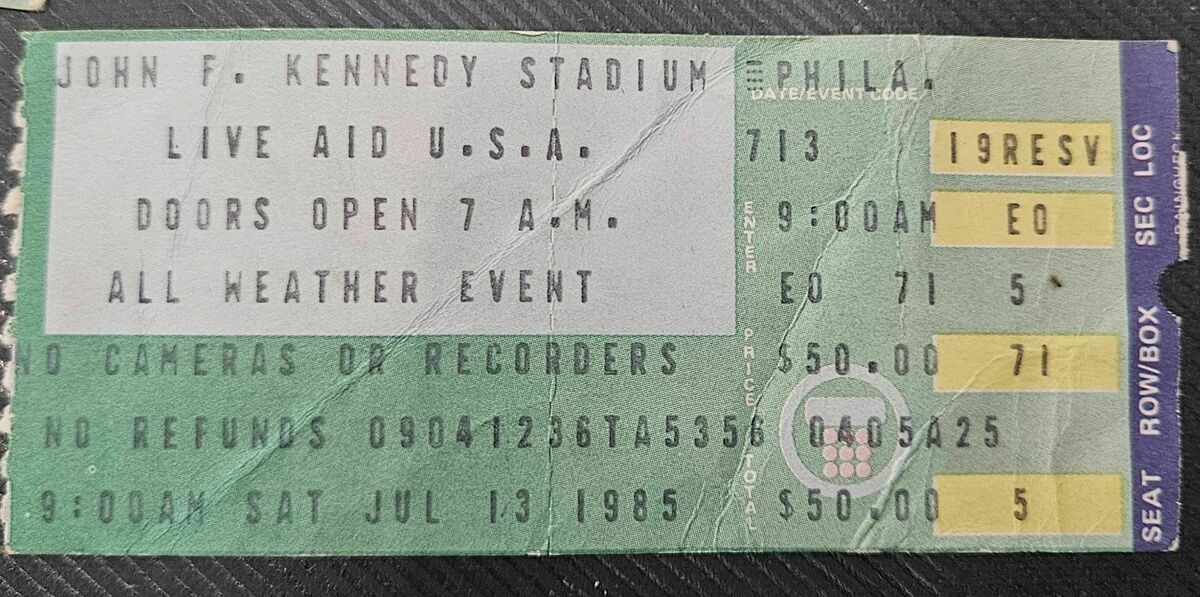 JOHN F. KENNEDY STADIUM PHILA.
DATE/EVENT CODE
LIVE AID U.S.A. 713 19RESV
DOORS OPEN 7 A.M. 9:00AM EO
ENTER
ALL WEATHER EVENT EO 71 5
NO CAMERAS OR RECORDERS $50.00 71
PRICE
NO REFUNDS 09041236TA5356 0405A25
9:00AM SAT JUL 13 1985 $50.00 5
TOTAL
SEAT ROW/BOX SEC LOC